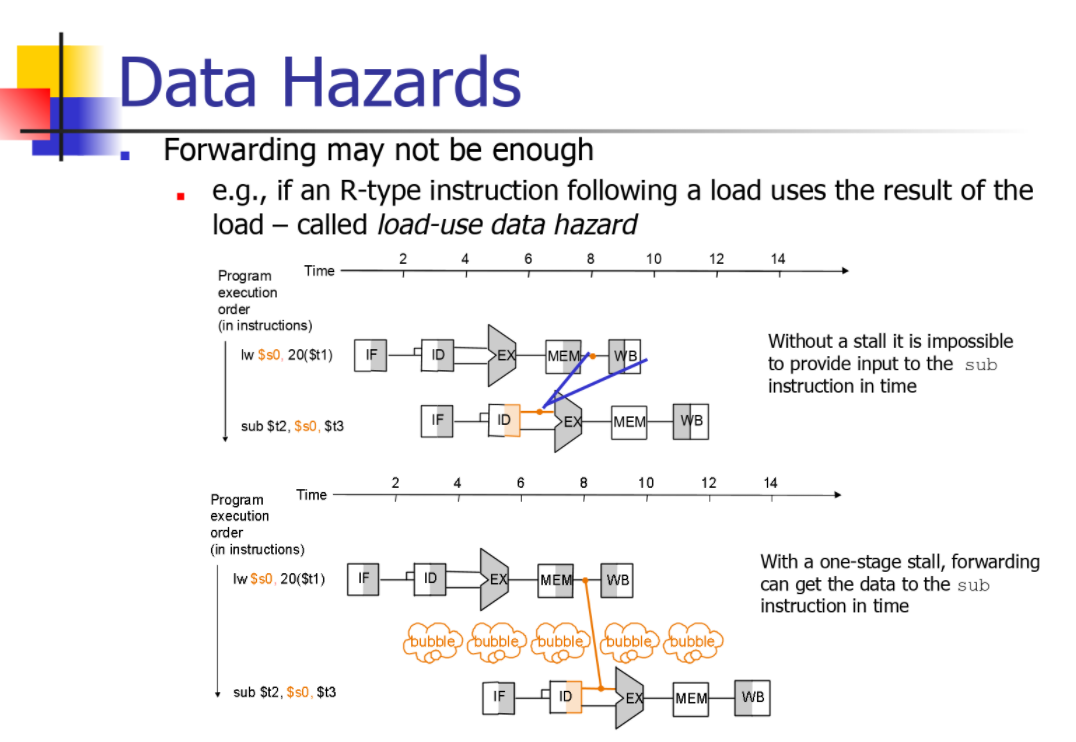 Data Hazards
Forwarding may not be enough
e.g., if an R-type instruction following a load uses the result of the
load – called load-use data hazard
Program
execution
order
(in instructions)
Time
2 4 6 8 10 12 14
lw $s0, 20($t1)
IF ID EX MEM WB
sub $t2, $s0, $t3
IF ID EX MEM WB
Without a stall it is impossible
to provide input to the sub
instruction in time
Program
execution
order
(in instructions)
Time
2 4 6 8 10 12 14
lw $s0, 20($t1)
IF ID EX MEM WB
bubble bubble bubble bubble bubble
sub $t2, $s0, $t3
IF ID EX MEM WB
With a one-stage stall, forwarding
can get the data to the sub
instruction in time